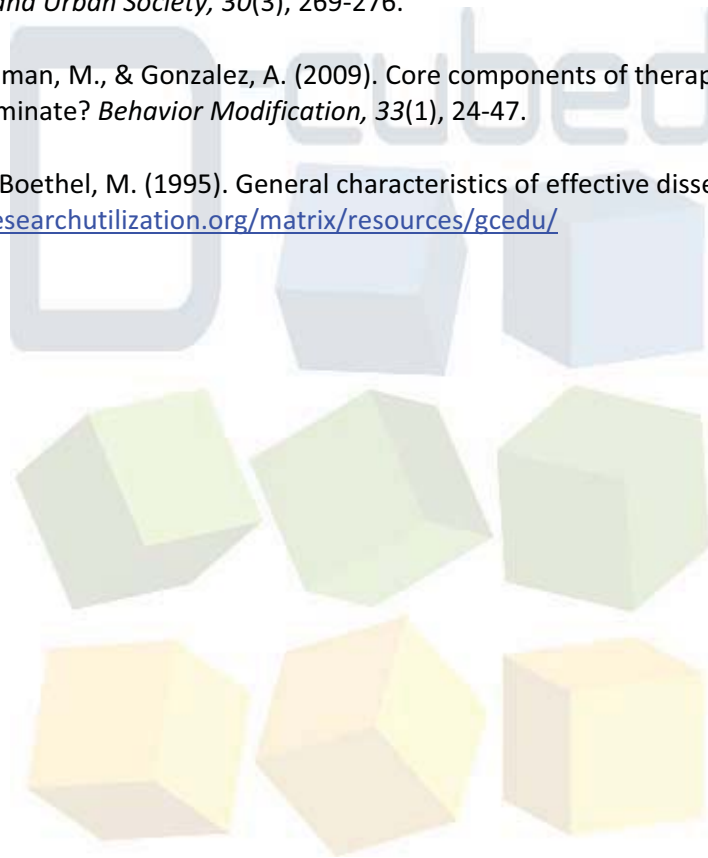 and Urban Society, 30(3), 269-276.
man, M., & Gonzalez, A. (2009). Core components of therap
minate? Behavior Modification, 33(1), 24-47.
Boethel, M. (1995). General characteristics of effective disse
esearchutilization.org/matrix/resources/gcedu/
D-cubed